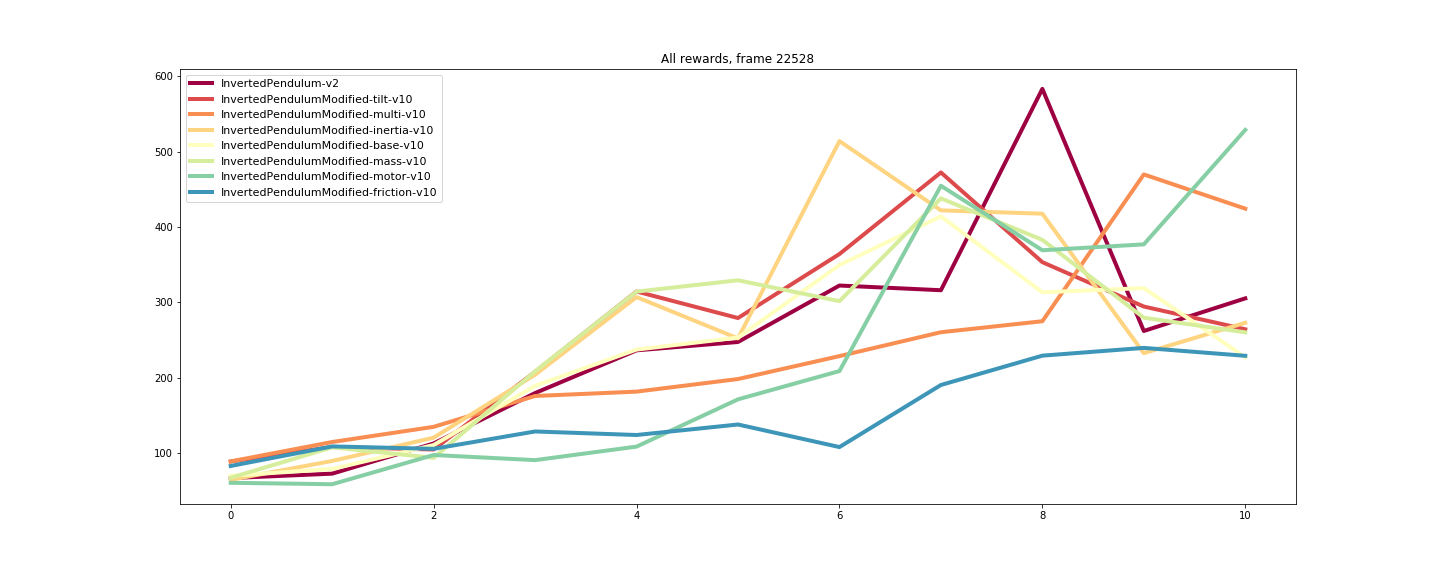 All rewards, frame 22528
InvertedPendulum-v2
InvertedPendulumModified-tilt-v10
InvertedPendulumModified-multi-v10
InvertedPendulumModified-inertia-v10
InvertedPendulumModified-base-v10
InvertedPendulumModified-mass-v10
InvertedPendulumModified-motor-v10
InvertedPendulumModified-friction-v10
600
500
400
300
200
100
0 2 4 6 8 10